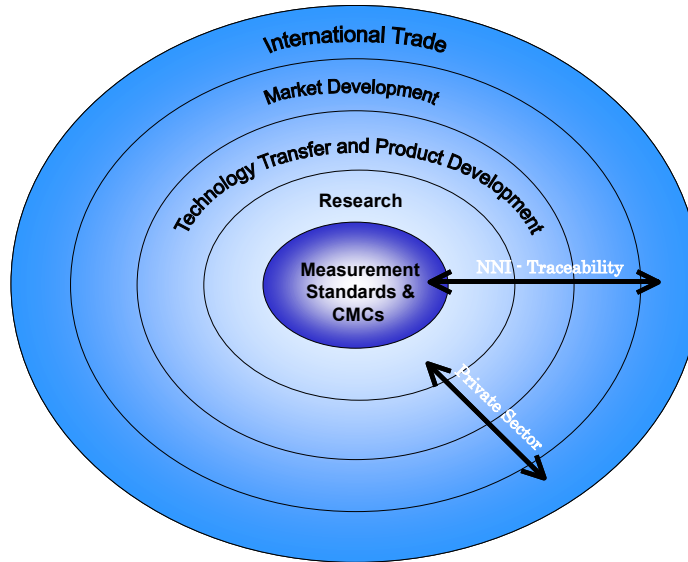 International Trade
Market Development
Technology Transfer and Product Development
Research
Measurement
Standards &
CMCs
NNI - Traceability
Private Sector